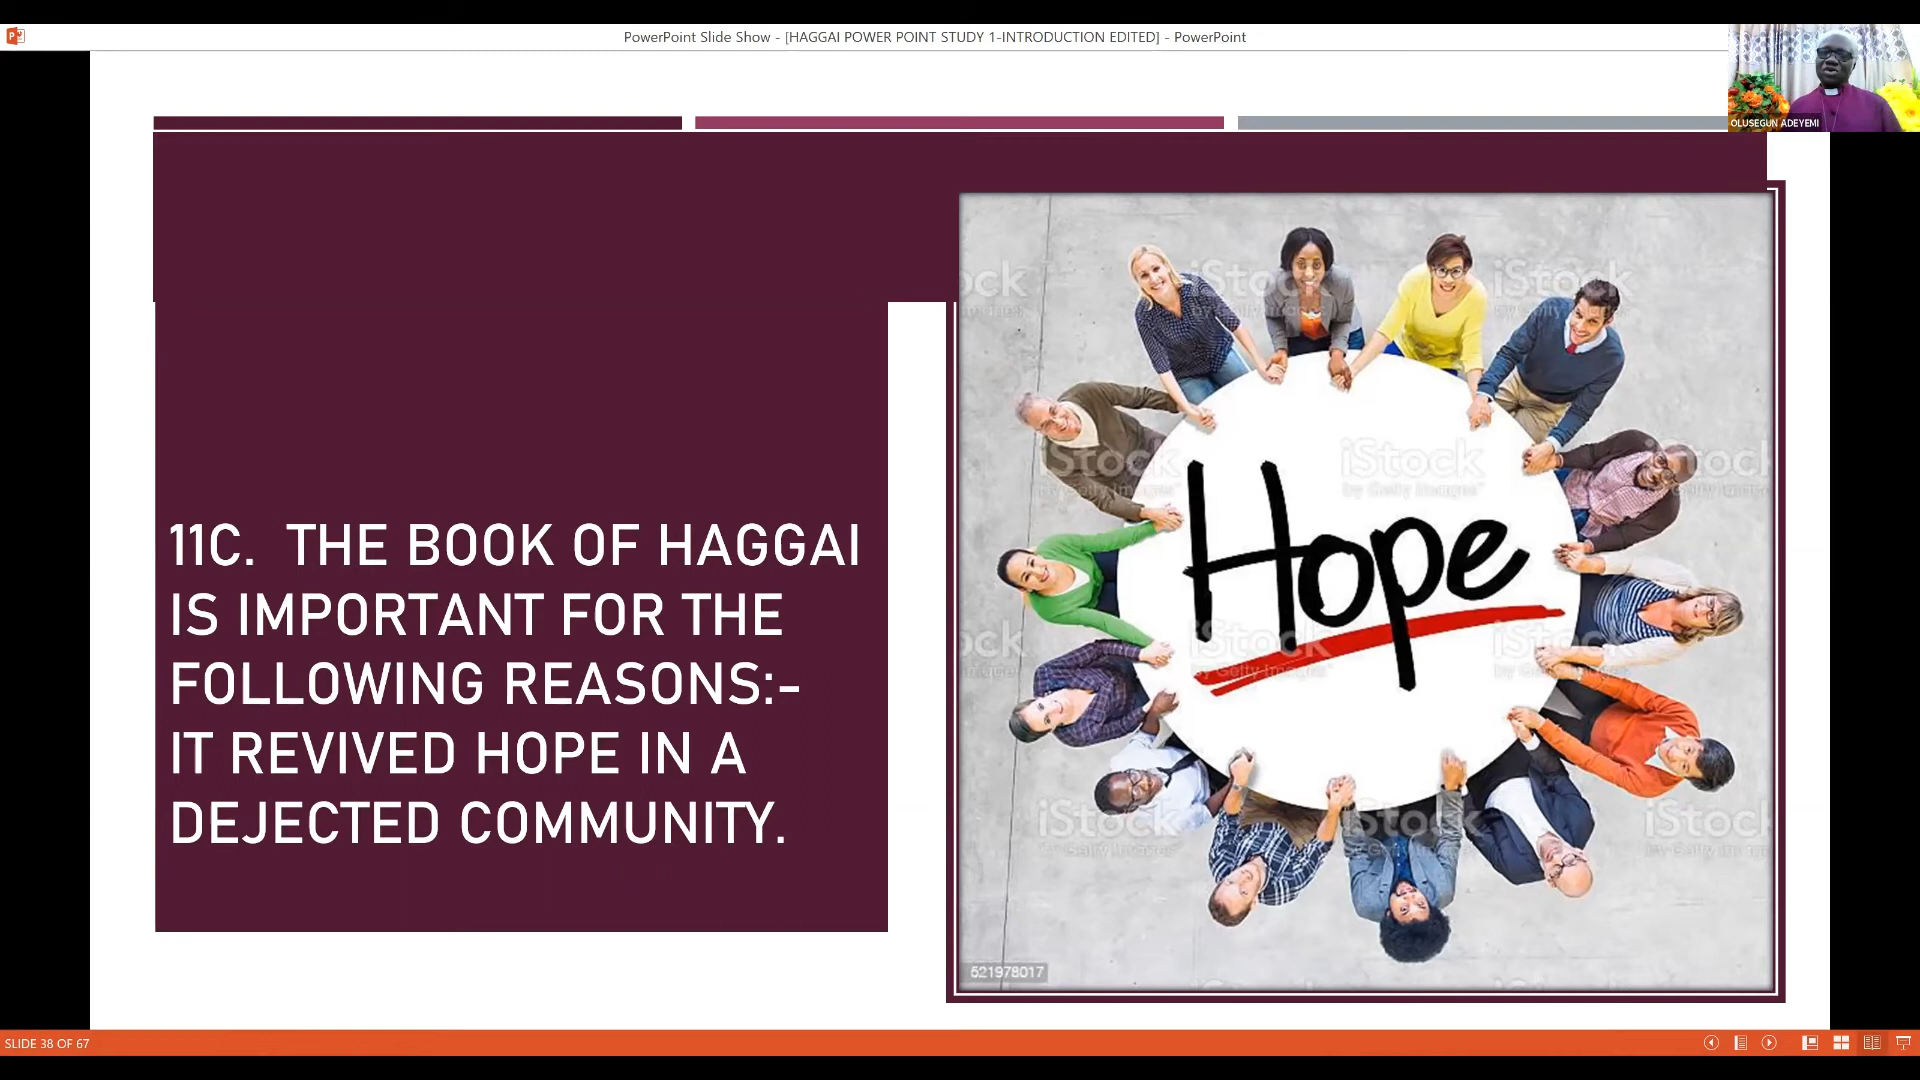 PowerPoint Slide Show - [HAGGAI POWER POINT STUDY 1-INTRODUCTION EDITED] - PowerPoint
OLUSEGUN ADEYEMI
11C. THE BOOK OF HAGGAI
IS IMPORTANT FOR THE
FOLLOWING REASONS:-
IT REVIVED HOPE IN A
DEJECTED COMMUNITY.
Hope
iStock
by Getty Images
521978017
SLIDE 38 OF 67